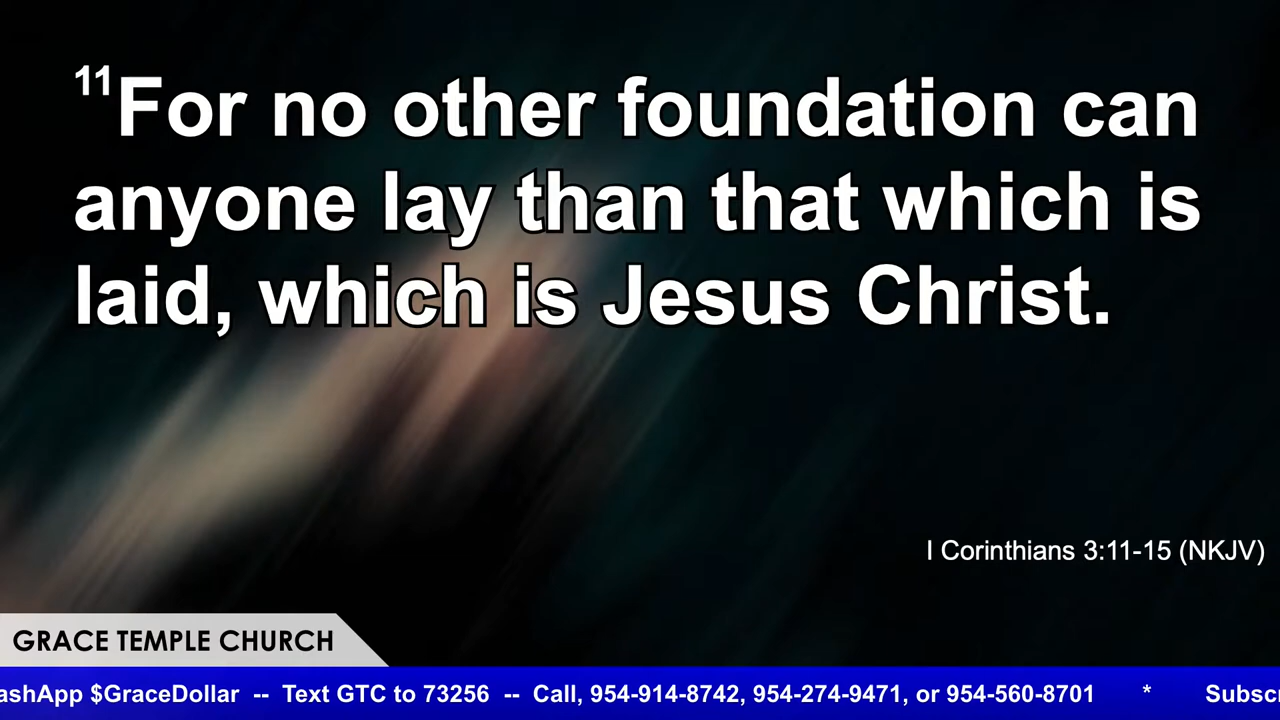 11For no other foundation can
anyone lay than that which is
laid, which is Jesus Christ.
I Corinthians 3:11-15 (NKJV)
GRACE TEMPLE CHURCH
ashApp $GraceDollar -- Text GTC to 73256 -- Call, 954-914-8742, 954-274-9471, or 954-560-8701 * Subsc